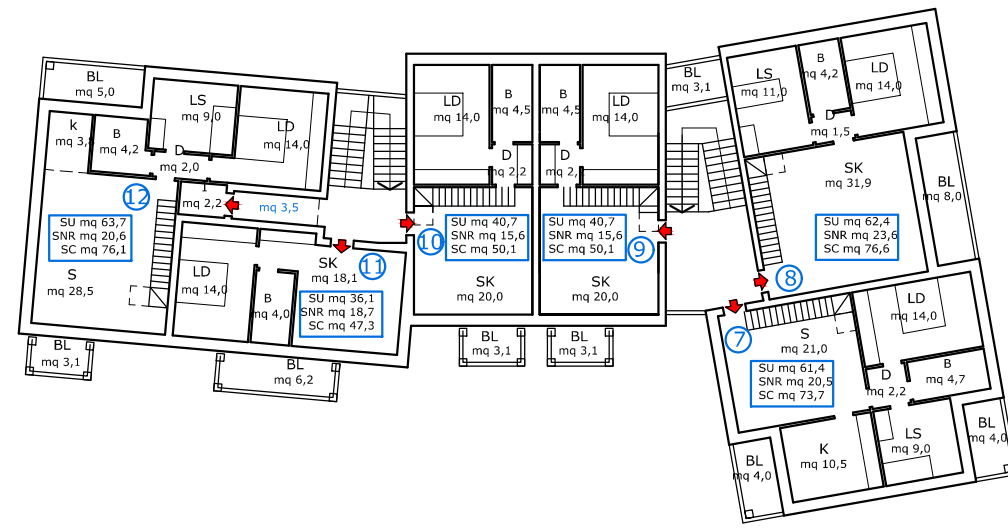 BL
mq 5,0
k
mq 3,8
B
mq 4,2
LS
mq 9,0
LD
mq 14,0
D
mq 2,0
mq 2,2
mq 3,5
12
SU mq 63,7
SNR mq 20,6
SC mq 76,1
S
mq 28,5
BL
mq 3,1
LD
mq 14,0
B
mq 4,0
SK
mq 18,1
11
SU mq 36,1
SNR mq 18,7
SC mq 47,3
BL
mq 6,2
LD
mq 14,0
B
mq 4,5
D
mq 2,2
10
SU mq 40,7
SNR mq 15,6
SC mq 50,1
SK
mq 20,0
BL
mq 3,1
B
mq 4,5
LD
mq 14,0
D
9
SU mq 40,7
SNR mq 15,6
SC mq 50,1
SK
mq 20,0
BL
mq 3,1
BL
mq 3,1
LS
mq 11,0
B
mq 4,2
LD
mq 14,0
D
mq 1,5
SK
mq 31,9
BL
mq 8,0
SU mq 62,4
SNR mq 23,6
SC mq 76,6
8
7
S
mq 21,0
SU mq 61,4
SNR mq 20,5
SC mq 73,7
LD
mq 14,0
D
mq 2,2
B
mq 4,7
BL
mq 4,0
K
mq 10,5
LS
mq 9,0
BL
mq 4,0